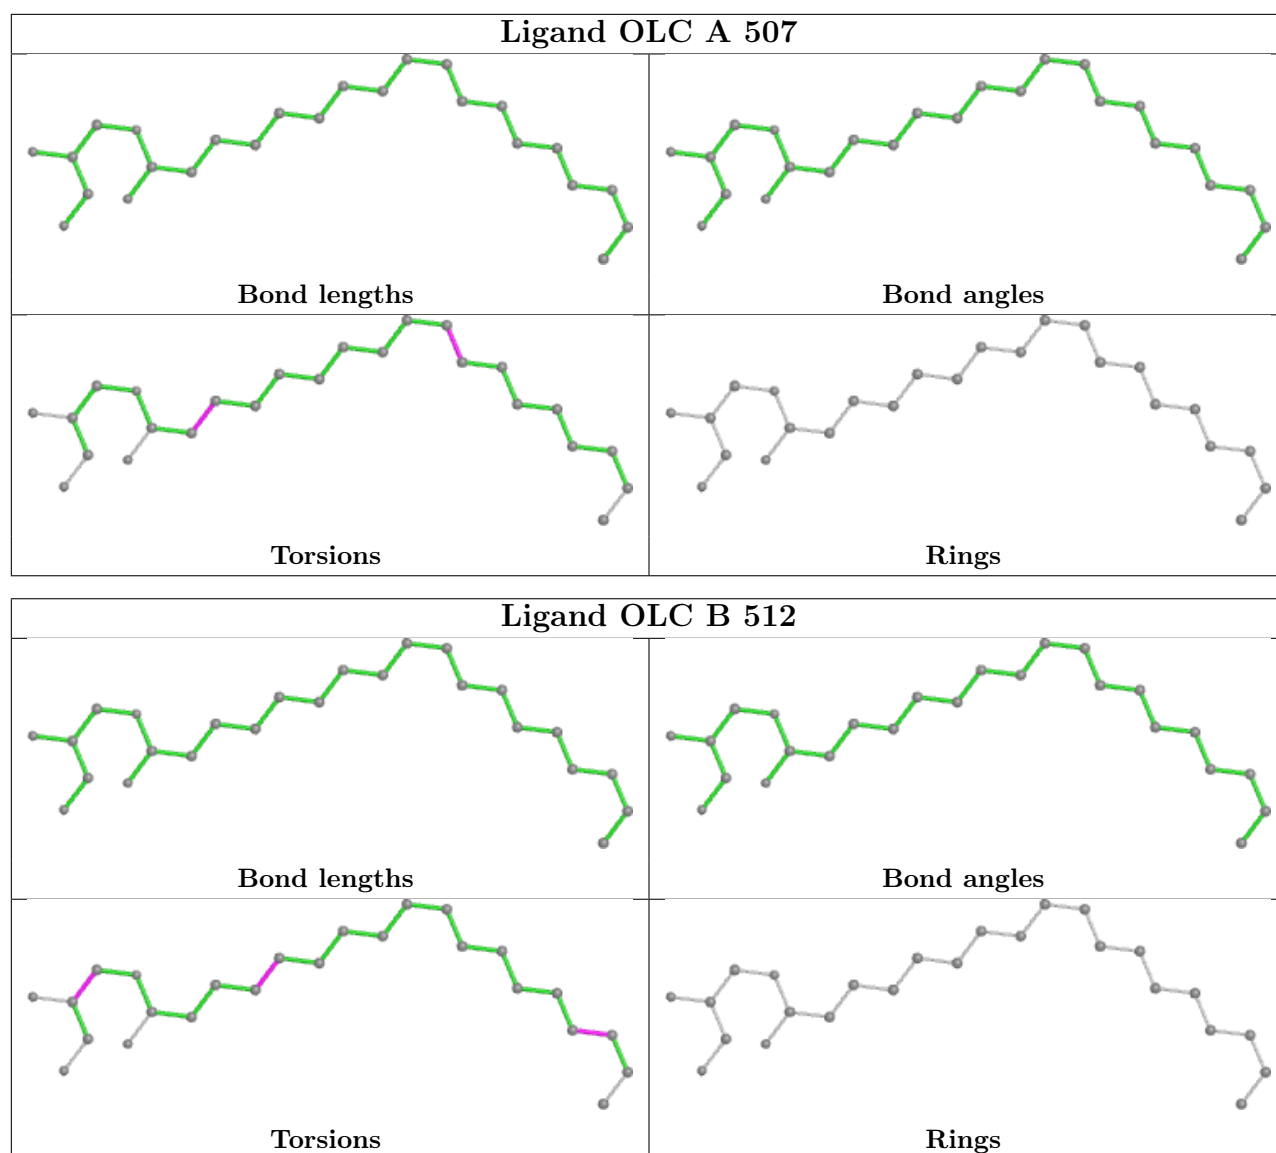 Ligand OLC A 507
Bond lengths
Bond angles
Torsions
Rings
Ligand OLC B 512
Bond lengths
Bond angles
Torsions
Rings